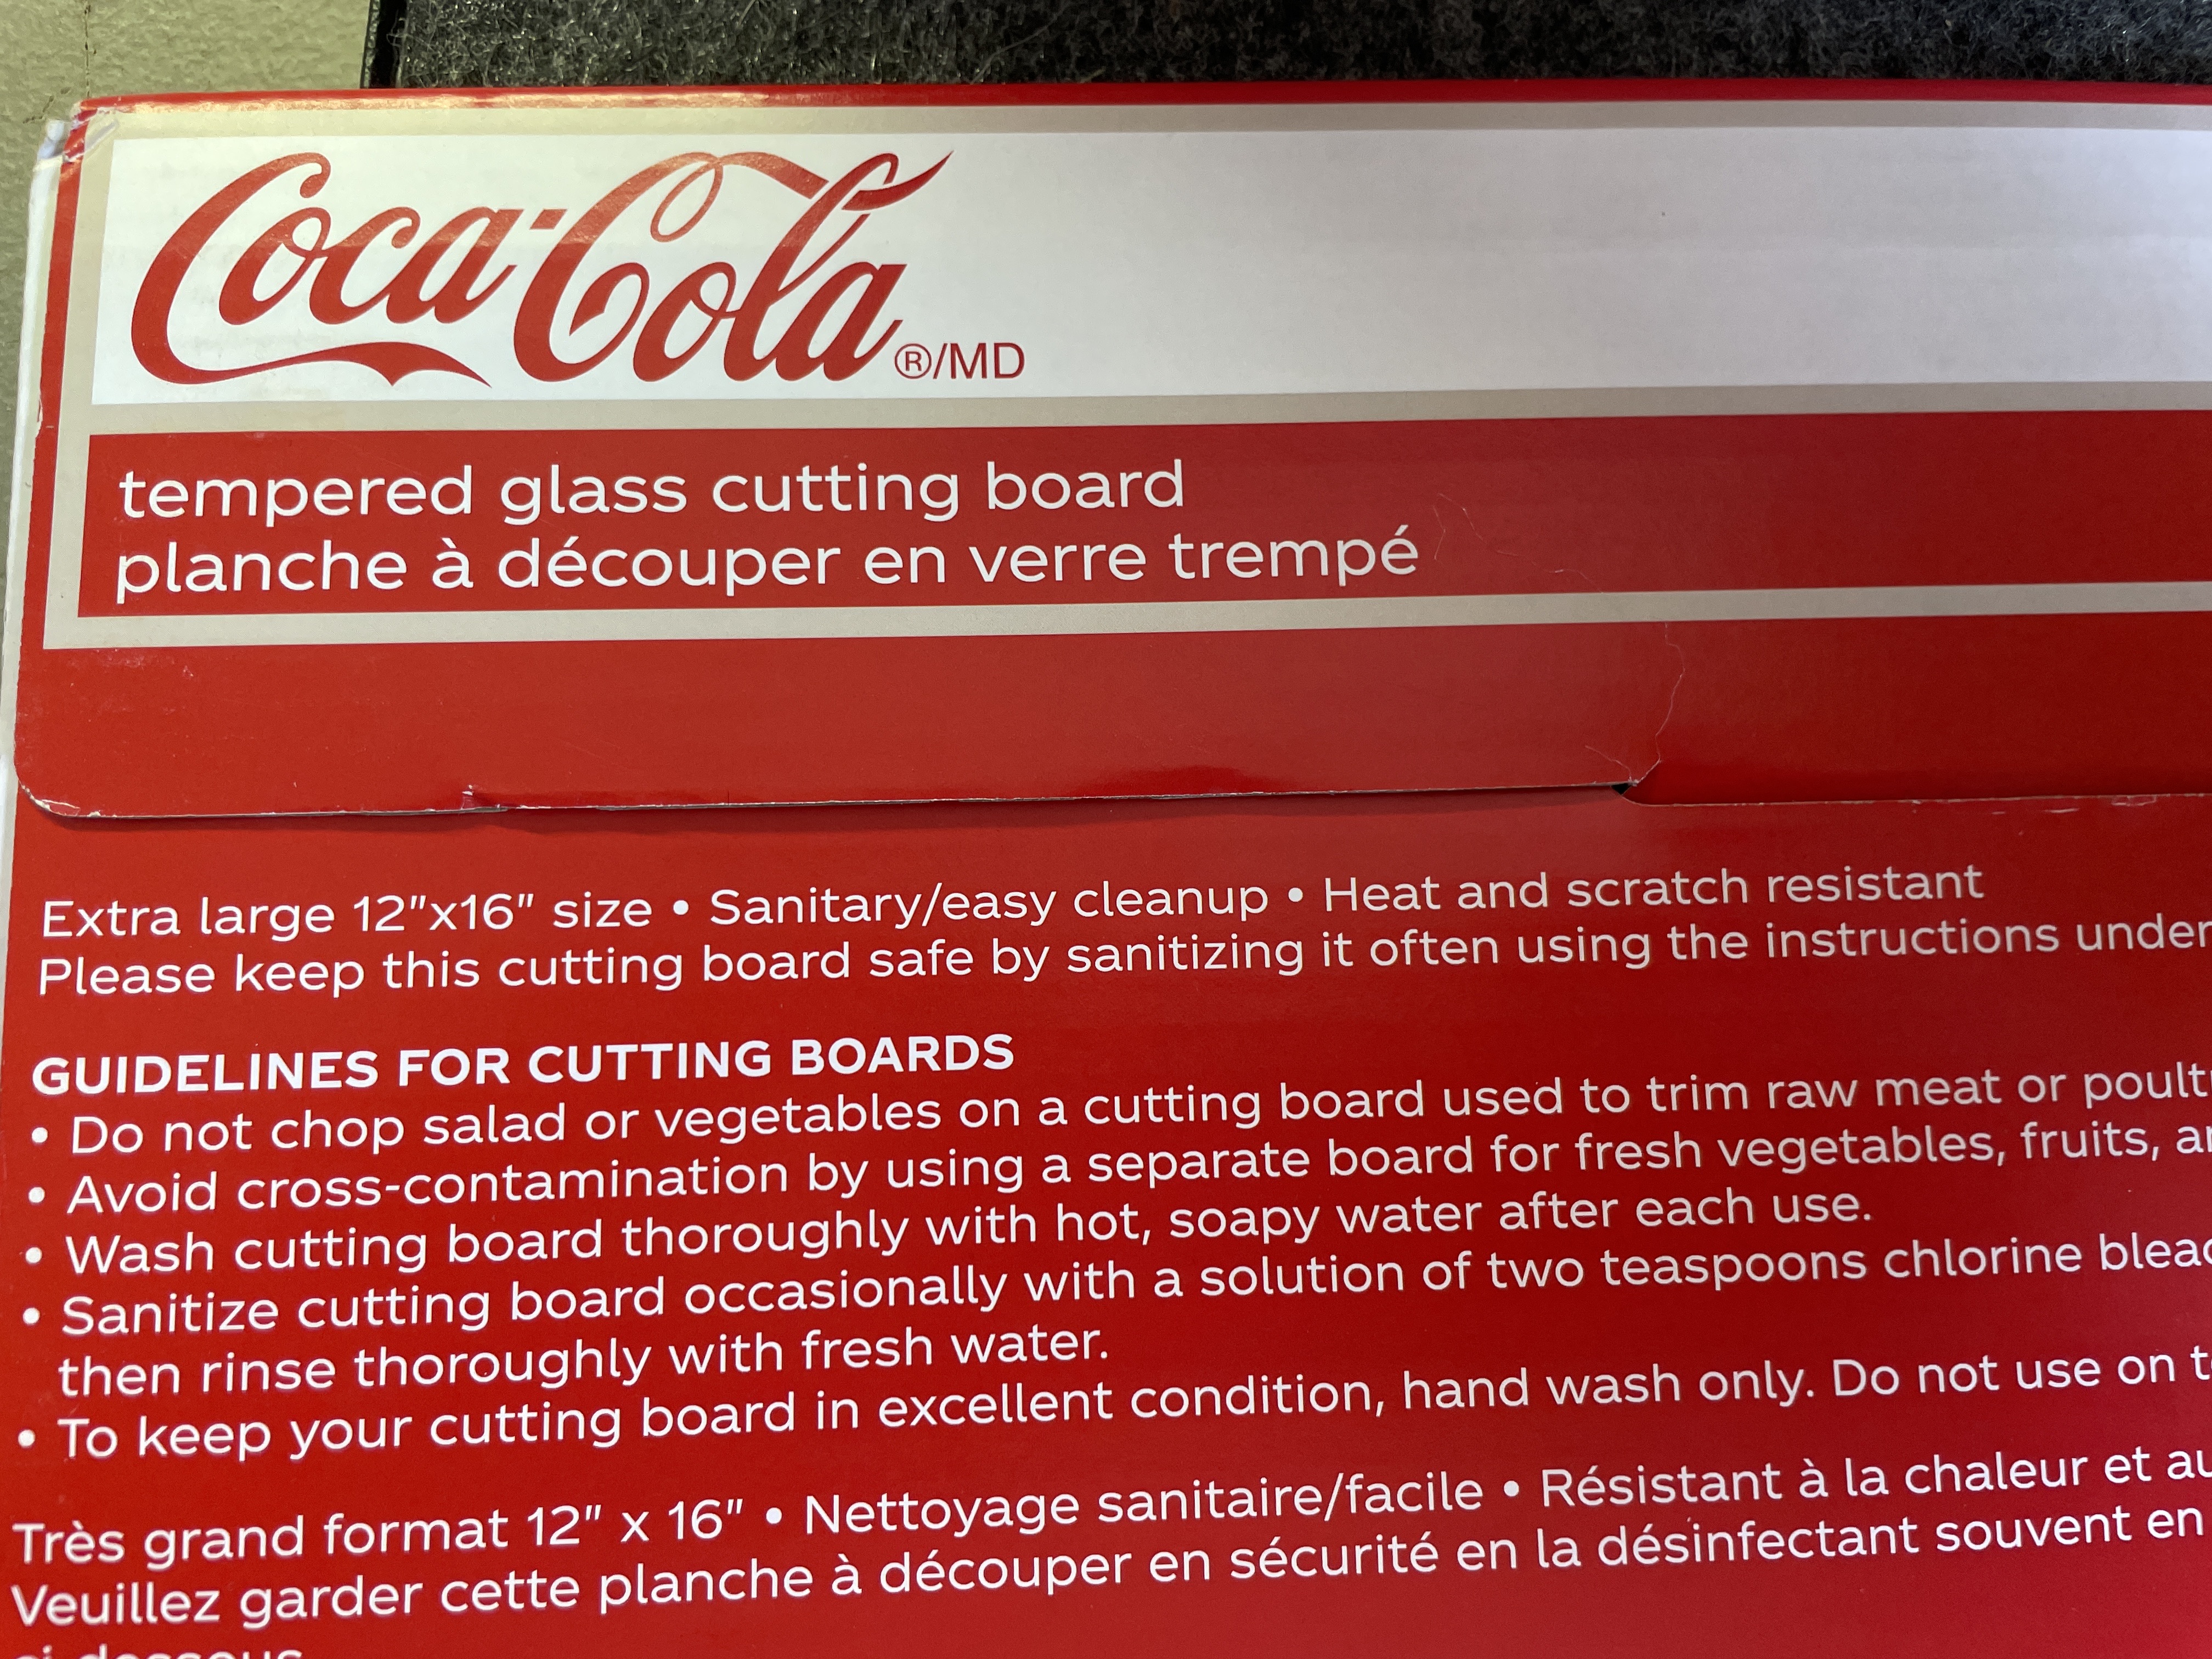 Coca-Cola ®/MD
tempered glass cutting board
planche à découper en verre trempé
Extra large 12"x16" size • Sanitary/easy cleanup • Heat and scratch resistant
Please keep this cutting board safe by sanitizing it often using the instructions under
GUIDELINES FOR CUTTING BOARDS
• Do not chop salad or vegetables on a cutting board used to trim raw meat or
• Avoid cross-contamination by using a separate board for fresh vegetables, fruits,
• Wash cutting board thoroughly with hot, soapy water after each use.
• Sanitize cutting board occasionally with a solution of two teaspoons chlorine
then rinse thoroughly with fresh water.
• To keep your cutting board in excellent condition, hand wash only. Do not use on
Très grand format 12" x 16" • Nettoyage sanitaire/facile • Résistant à la chaleur et
Veuillez garder cette planche à découper en sécurité en la désinfectant souvent en